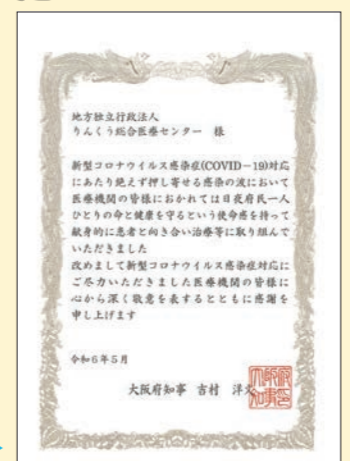 地方独立行政法人
りんくう総合医療センター 様
新型コロナウイルス感染症(COVID-19)対応
にあたり絶えず押し寄せる感染の波において
医療機関の皆様におかれては日夜府民一人
ひとりの命と健康を守るという使命感を持って
献身的に患者と向き合い治療等に取り組んで
いただきました
改めまして新型コロナウイルス感染症対応に
ご尽力いただきました医療機関の皆様に
心から深く敬意を表するとともに感謝を
申し上げます
令和6年5月
大阪府知事 吉村 洋文